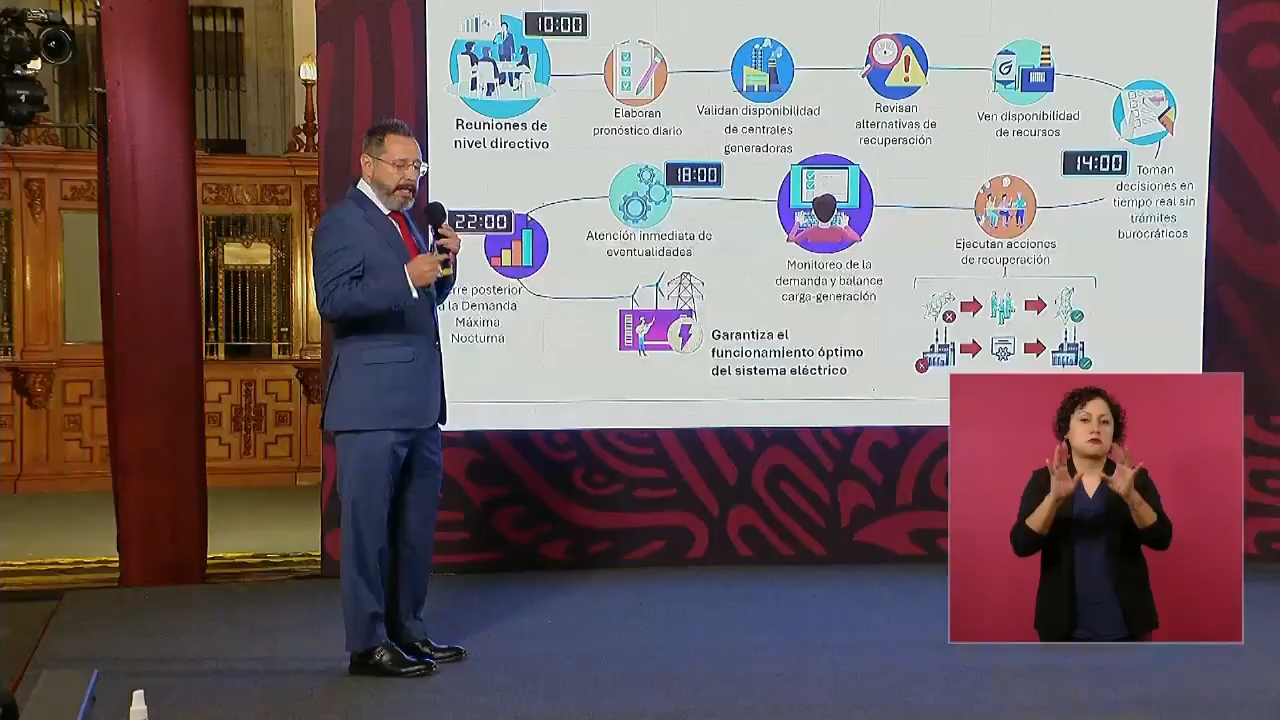 10:00
Reuniones de
nivel directivo
Elaboran
pronóstico diario
Validan disponibilidad
de centrales
generadoras
Revisan
alternativas de
recuperación
Ven disponibilidad
de recursos
14:00
Toman
decisiones en
tiempo real sin
trámites
burocráticos
Ejecutan acciones
de recuperación
Monitoreo de la
demanda y balance
carga-generación
18:00
Atención inmediata de
eventualidades
22:00
posterior
a la Demanda
Máxima
Nocturna
Garantiza el
funcionamiento óptimo
del sistema eléctrico
1